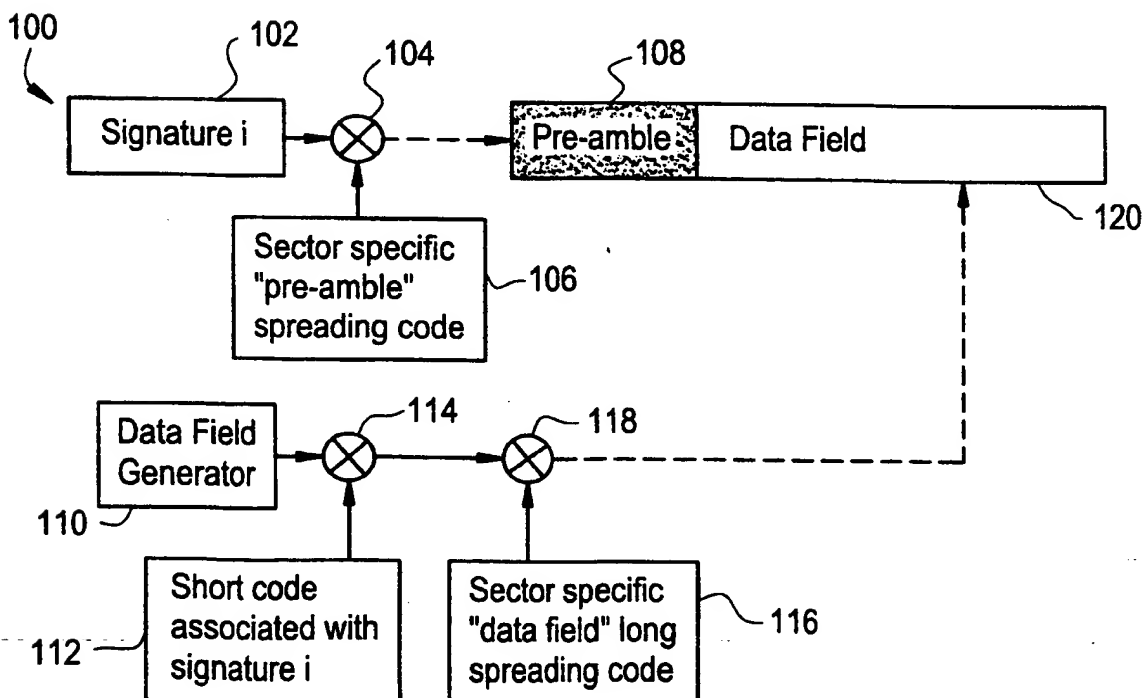 100
102
104
108
Signature i
Pre-amble
Data Field
120
Sector specific
"pre-amble"
spreading code
106
Data Field
Generator
110
114
118
Short code
associated with
signature i
112
Sector specific
"data field" long
spreading code
116